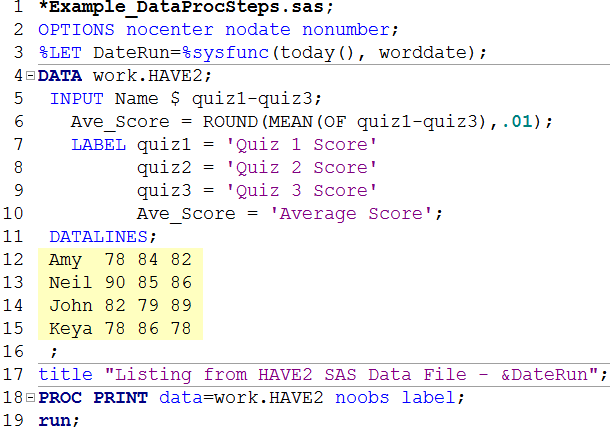 1 *Example_DataProcSteps.sas;
2 OPTIONS nocenter nodate nonumber;
3 %LET DateRun=%sysfunc(today(), worddate);
4 DATA work.HAVE2;
5 INPUT Name $ quiz1-quiz3;
6 Ave_Score = ROUND(MEAN(OF quiz1-quiz3),.01);
7 LABEL quiz1 = 'Quiz 1 Score'
8 quiz2 = 'Quiz 2 Score'
9 quiz3 = 'Quiz 3 Score'
10 Ave_Score = 'Average Score';
11 DATALINES;
12 Amy 78 84 82
13 Neil 90 85 86
14 John 82 79 89
15 Keya 78 86 78
16 ;
17 title "Listing from HAVE2 SAS Data File - &DateRun";
18 PROC PRINT data=work.HAVE2 noobs label;
19 run;